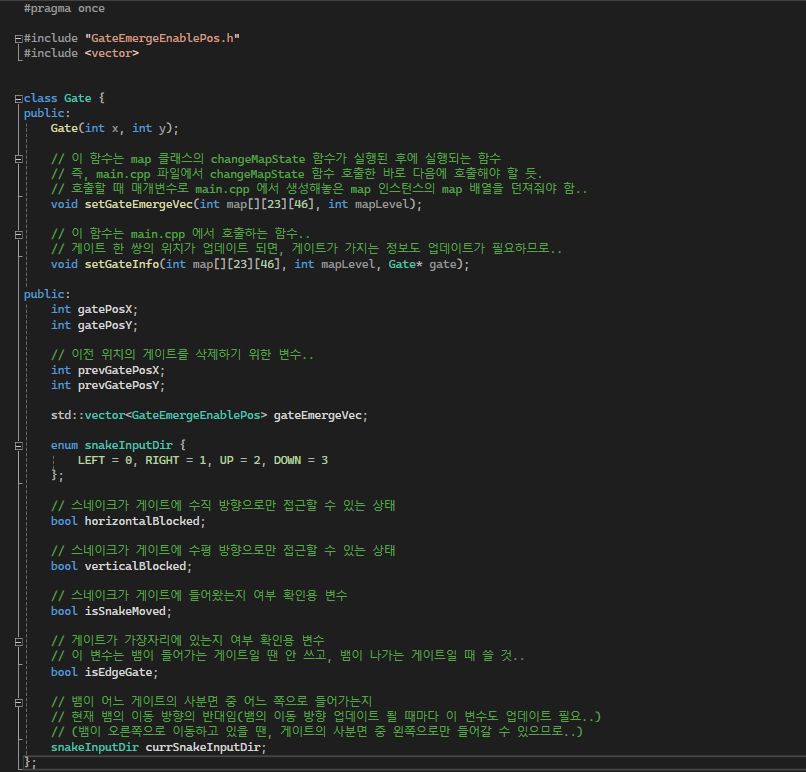 #pragma once
#include "GateEmergeEnablePos.h"
#include <vector>
class Gate {
public:
Gate(int x, int y);
// 이 함수는 map 클래스의 changeMapState 함수가 실행된 후에 실행되는 함수
// 즉, main.cpp 파일에서 changeMapState 함수 호출한 바로 다음에 호출해야 할 듯.
// 호출할 때 매개변수로 main.cpp 에서 생성해놓은 map 인스턴스의 map 배열을 던져줘야 함..
void setGateEmergeVec(int map[][23][46], int mapLevel);
// 이 함수는 main.cpp 에서 호출하는 함수..
// 게이트 한 쌍의 위치가 업데이트 되면, 게이트가 가지는 정보도 업데이트가 필요하므로..
void setGateInfo(int map[][23][46], int mapLevel, Gate* gate);
public:
int gatePosX;
int gatePosY;
// 이전 위치의 게이트를 삭제하기 위한 변수..
int prevGatePosX;
int prevGatePosY;
std::vector<GateEmergeEnablePos> gateEmergeVec;
enum snakeInputDir {
LEFT = 0, RIGHT = 1, UP = 2, DOWN = 3
};
// 스네이크가 게이트에 수직 방향으로만 접근할 수 있는 상태
bool horizontalBlocked;
// 스네이크가 게이트에 수평 방향으로만 접근할 수 있는 상태
bool verticalBlocked;
// 스네이크가 게이트에 들어왔는지 여부 확인용 변수
bool isSnakeMoved;
// 게이트가 가장자리에 있는지 여부 확인용 변수
// 이 변수는 뱀이 들어가는 게이트일 땐 안 쓰고, 뱀이 나가는 게이트일 때 쓸 것..
bool isEdgeGate;
// 뱀이 어느 게이트의 사분면 중 어느 쪽으로 들어가는지
// 현재 뱀의 이동 방향의 반대임(뱀의 이동 방향 업데이트 될 때마다 이 변수도 업데이트 필요..)
// (뱀이 오른쪽으로 이동하고 있을 땐, 게이트의 사분면 중 왼쪽으로만 들어갈 수 있으므로..)
snakeInputDir currSnakeInputDir;
};